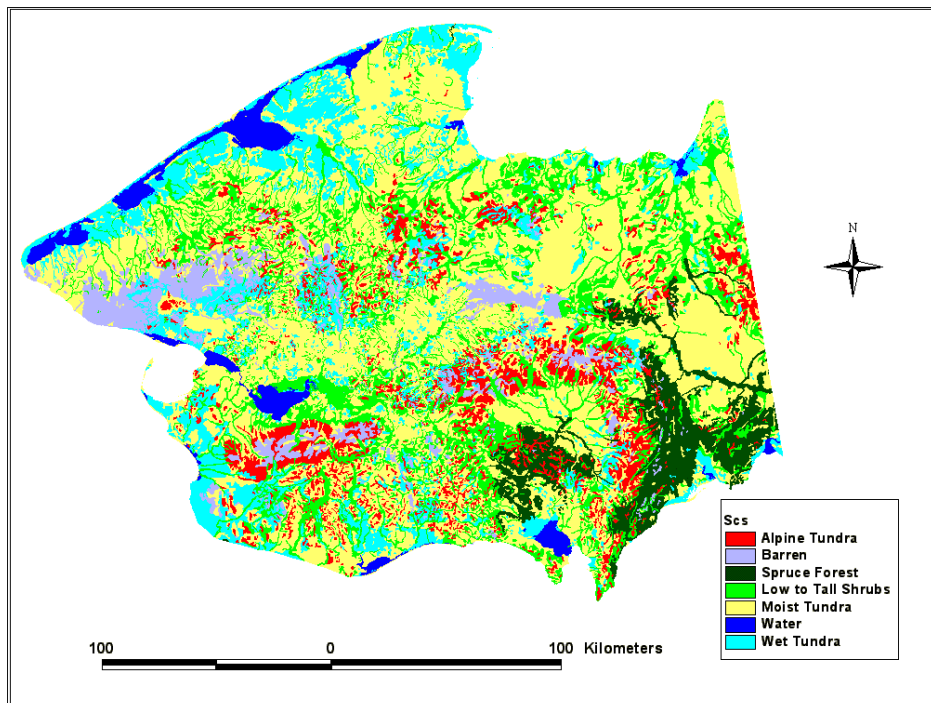 N
Scs
Alpine Tundra
Barren
Spruce Forest
Low to Tall Shrubs
Moist Tundra
Water
Wet Tundra
100 0 100 Kilometers